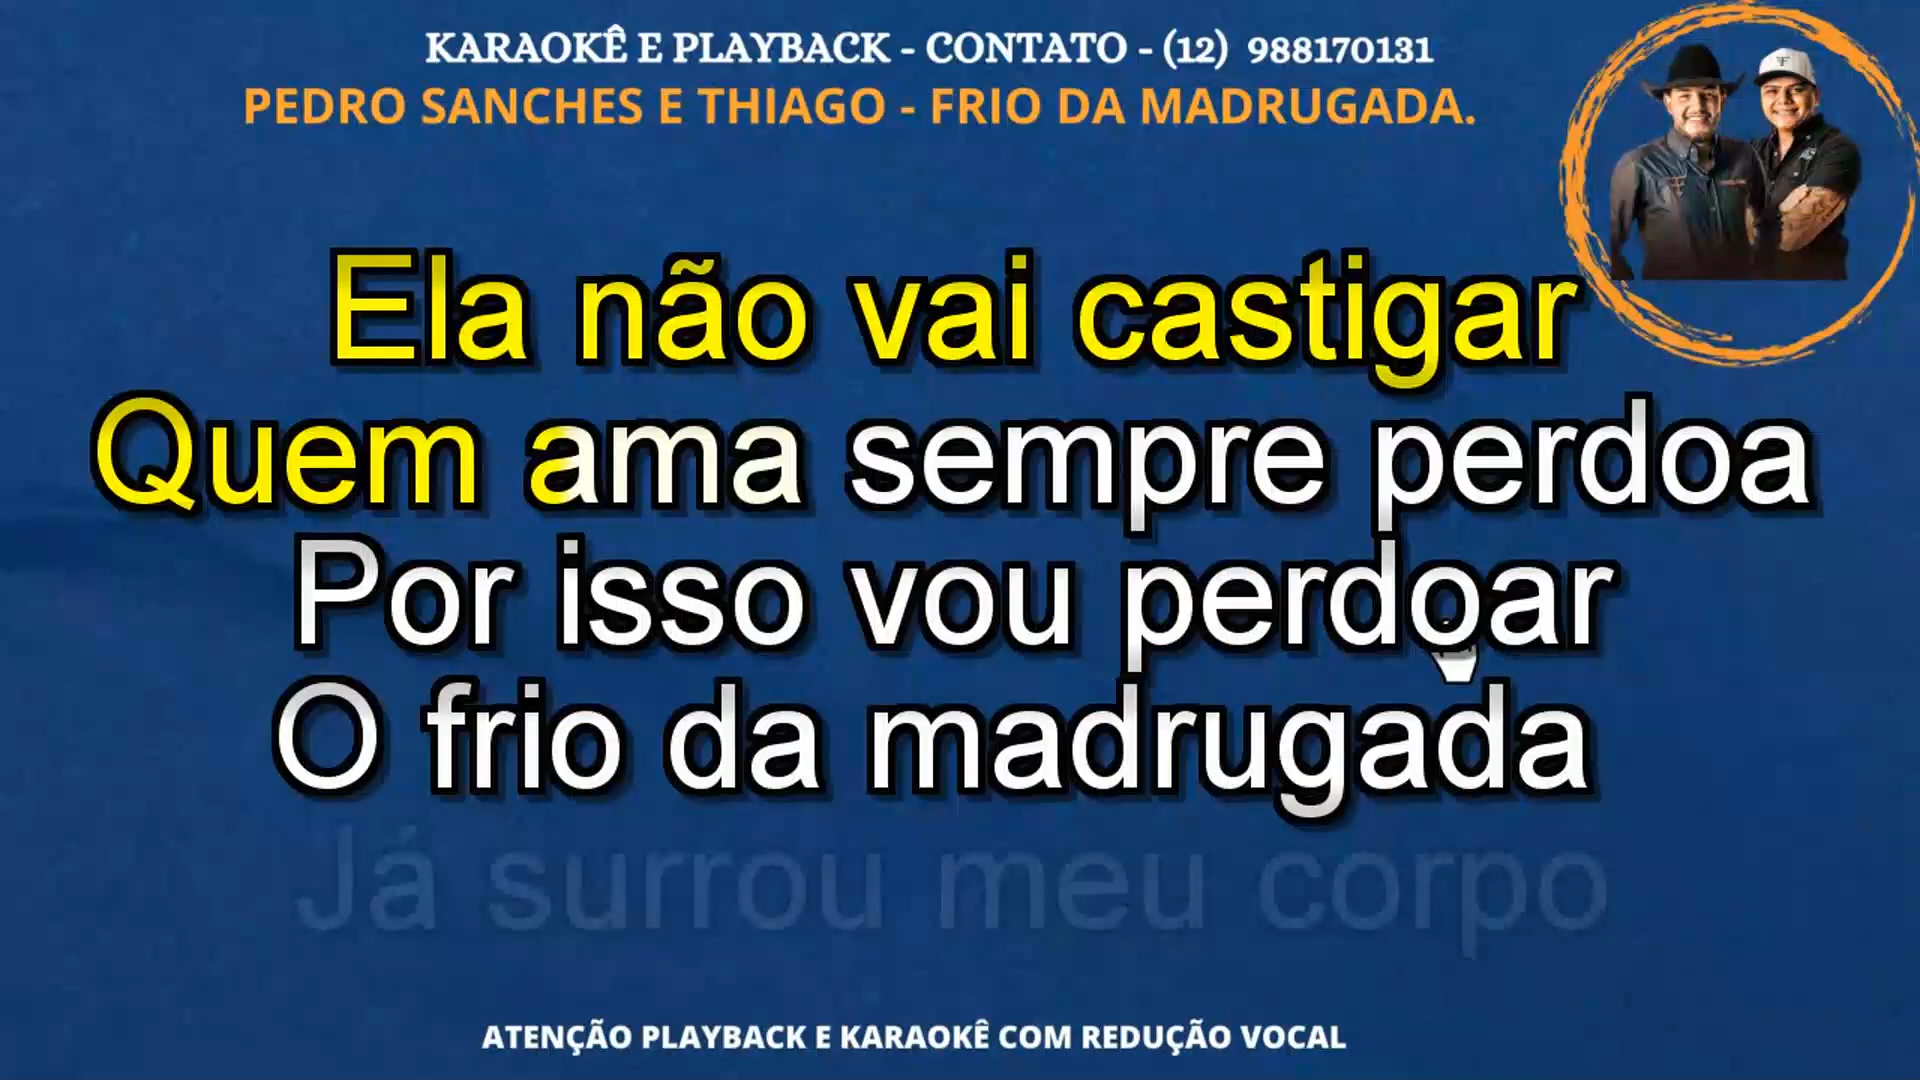 KARAOKÊ E PLAYBACK - CONTATO - (12) 988170131
PEDRO SANCHES E THIAGO - FRIO DA MADRUGADA.
Ela não vai castigar
Quem ama sempre perdoa
Por isso vou perdoar
O frio da madrugada
Já surrou meu corpo
ATENÇÃO PLAYBACK E KARAOKÊ COM REDUÇÃO VOCAL